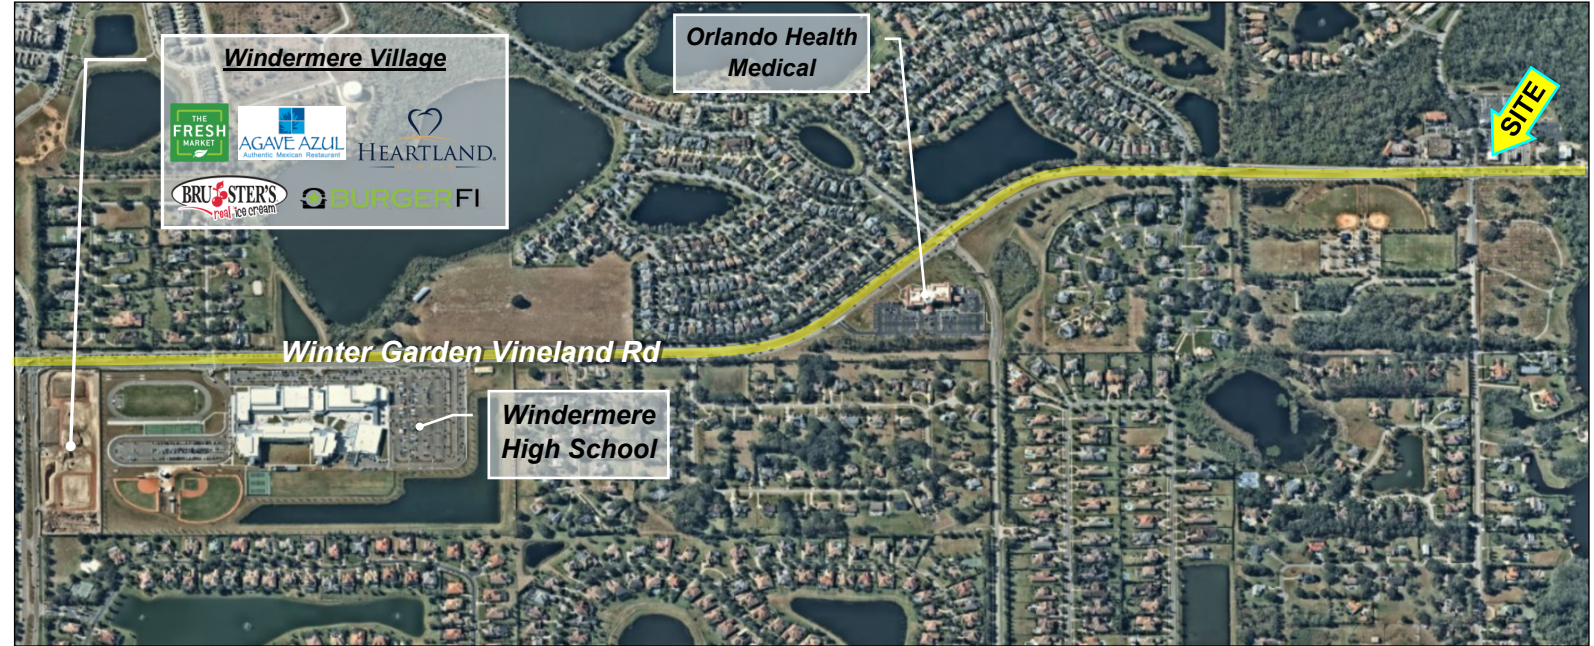 Windermere Village
THE
FRESH
MARKET
AGAVE AZUL
Authentic Mexican Restaurant
HEARTLAND
BRUSTER'S
real ice cream
BURGERFI
Orlando Health
Medical
SITE
Winter Garden Vineland Rd
Windermere
High School